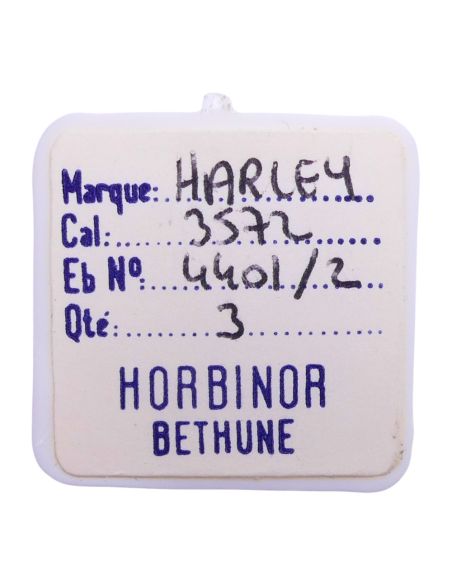 Marque: HARLEY
Cal: 3572
Eb Nº. 4401/2
Qté: 3
HORBINOR
BETHUNE